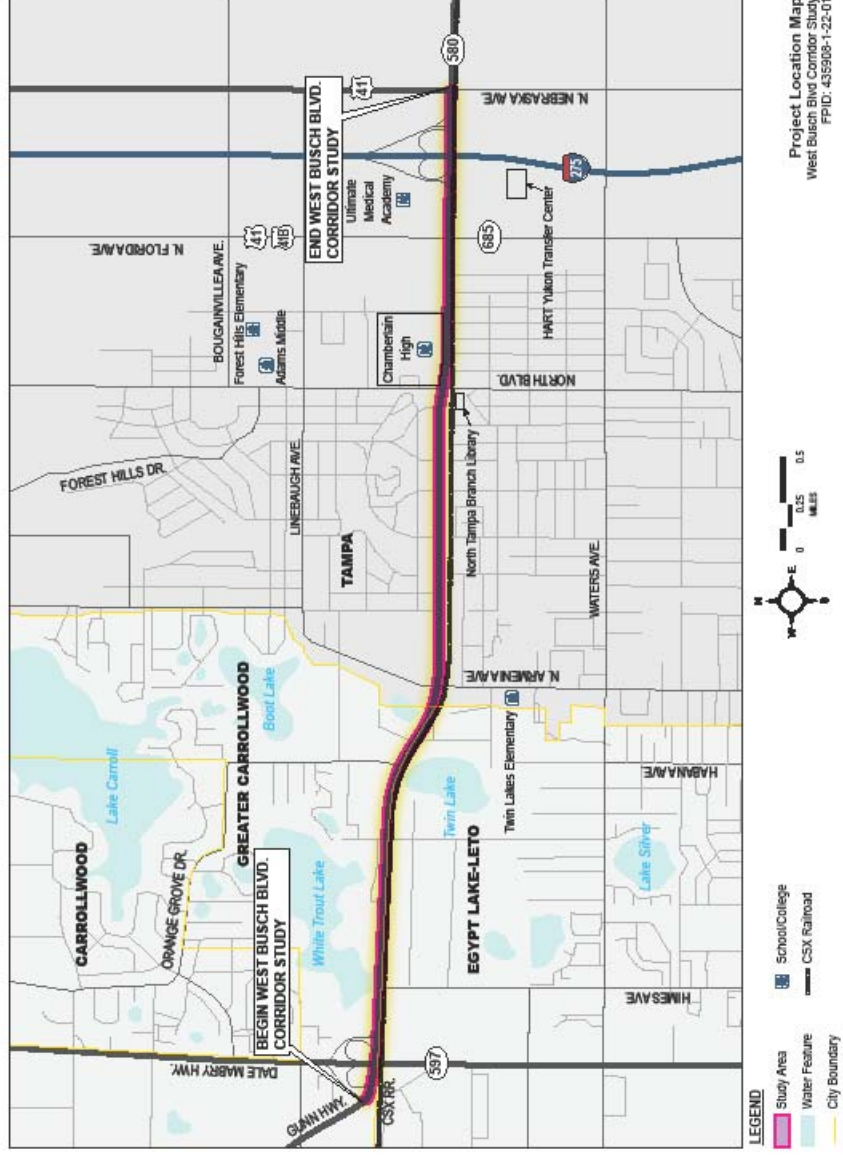 CARROLLWOOD
Lake Carroll
ORANGE GROVE DR.
GREATER CARROLLWOOD
Boot Lake
White Trout Lake
BEGIN WEST BUSCH BLVD.
CORRIDOR STUDY
DALE MABRY HWY.
GUNN HWY.
CSX RR.
597
HIMES AVE
EGYPT LAKE-LETO
Twin Lake
Lake Silver
HABANA AVE
Twin Lakes Elementary
N. ARMENIA AVE.
WATERS AVE.
TAMPA
LINEBAUGH AVE.
FOREST HILLS DR.
North Tampa Branch Library
NORTH BLVD.
BOUGAINVILLEA AVE.
Forest Hills Elementary
Adams Middle
Chamberlain
High
N. FLORIDA AVE.
41
41B
Ultimate
Medical
Academy
END WEST BUSCH BLVD.
CORRIDOR STUDY
41
580
685
HART Yukon Transfer Center
275
N. NEBRASKA AVE
LEGEND
Study Area
Water Feature
City Boundary
School/College
CSX Railroad
N
W
E
S
0
0.25
0.5
MILES
Project Location Map
West Busch Blvd Corridor Study
FPID: 435908-1-22-01